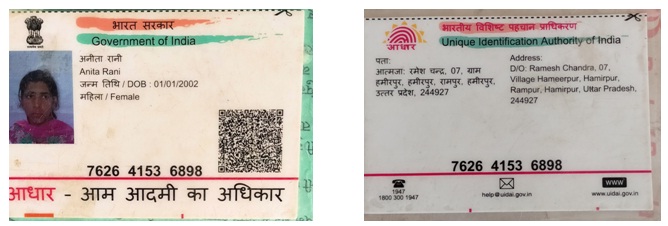 भारत सरकार
Government of India
अनीता रानी
Anita Rani
जन्म तिथि / DOB : 01/01/2002
महिला / Female
7626 4153 6898
आधार - आम आदमी का अधिकार
भारतीय विशिष्ट पहचान प्राधिकरण
Unique Identification Authority of India
आधार
पता:
आत्मजा: रमेश चन्द्र, 07, ग्राम
हमीरपुर, हमीरपुर, रामपुर, हमीरपुर,
उत्तर प्रदेश, 244927
Address:
D/O: Ramesh Chandra, 07,
Village Hameerpur, Hamirpur,
Rampur, Hamirpur, Uttar Pradesh,
244927
7626 4153 6898
1947
1800 300 1947
help@uidai.gov.in
WWW
www.uidai.gov.in